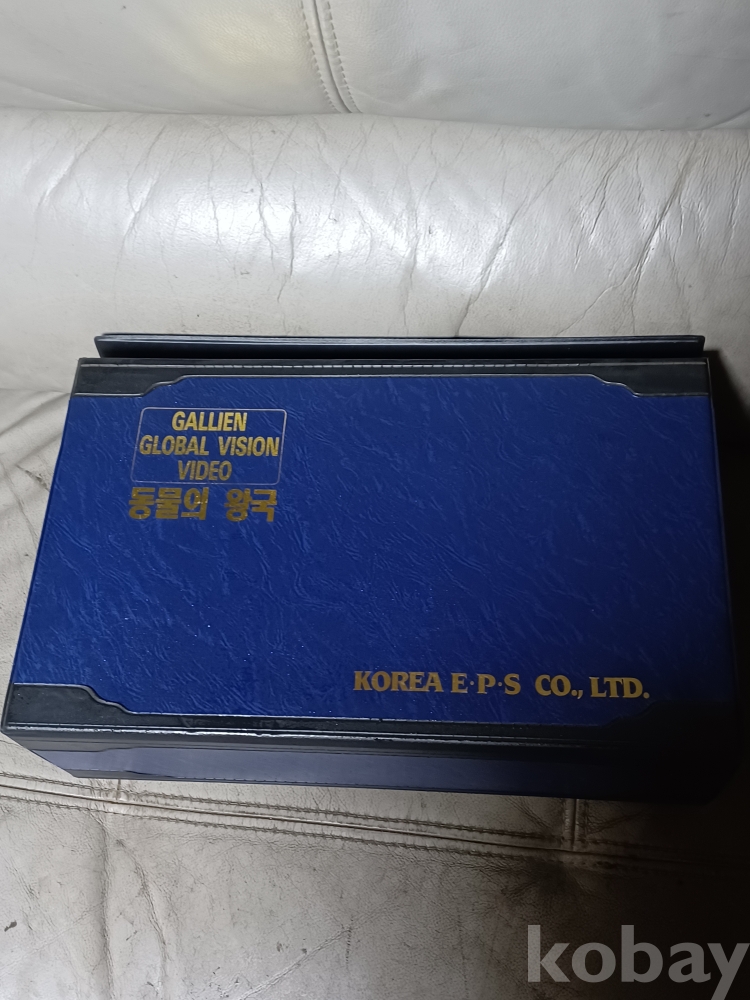 GALLIEN
GLOBAL VISION
VIDEO
동물의 왕국
KOREA E·P·S CO., LTD.
kobay